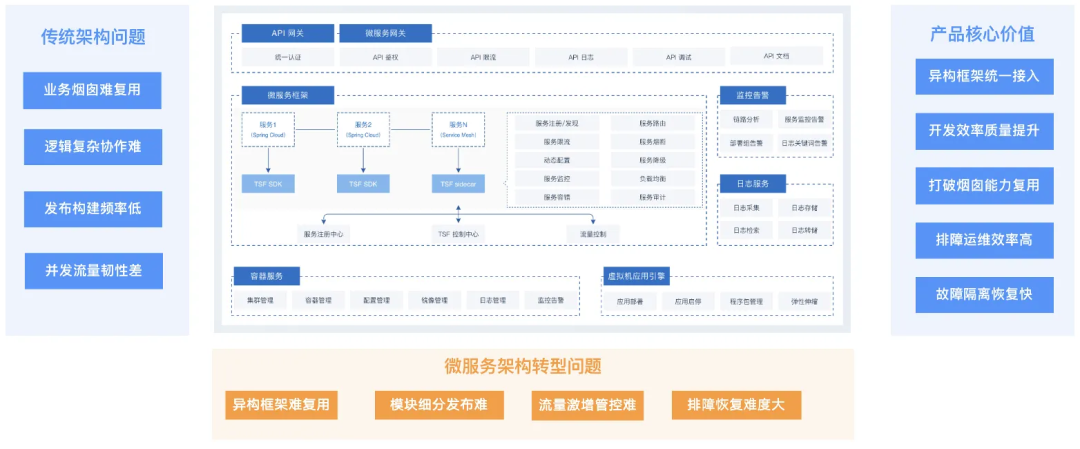 传统架构问题
业务烟囱难复用
逻辑复杂协作难
发布构建频率低
并发流量韧性差
API 网关
微服务网关
统一认证
API 鉴权
API 限流
API 日志
API 调试
API 文档
微服务框架
服务1
(Spring Cloud)
服务2
(Spring Cloud)
服务N
(Service Mesh)
TSF SDK
TSF SDK
TSF sidecar
服务注册/发现
服务路由
服务限流
服务熔断
动态配置
服务降级
服务监控
负载均衡
服务容错
服务审计
服务注册中心
TSF 控制中心
流量控制
监控告警
链路分析
服务监控告警
部署组告警
日志关键词告警
日志服务
日志采集
日志存储
日志检索
日志转储
容器服务
集群管理
容器管理
配置管理
镜像管理
日志管理
监控告警
虚拟机应用引擎
应用部署
应用启停
程序包管理
弹性伸缩
产品核心价值
异构框架统一接入
开发效率质量提升
打破烟囱能力复用
排障运维效率高
故障隔离恢复快
微服务架构转型问题
异构框架难复用
模块细分发布难
流量激增管控难
排障恢复难度大